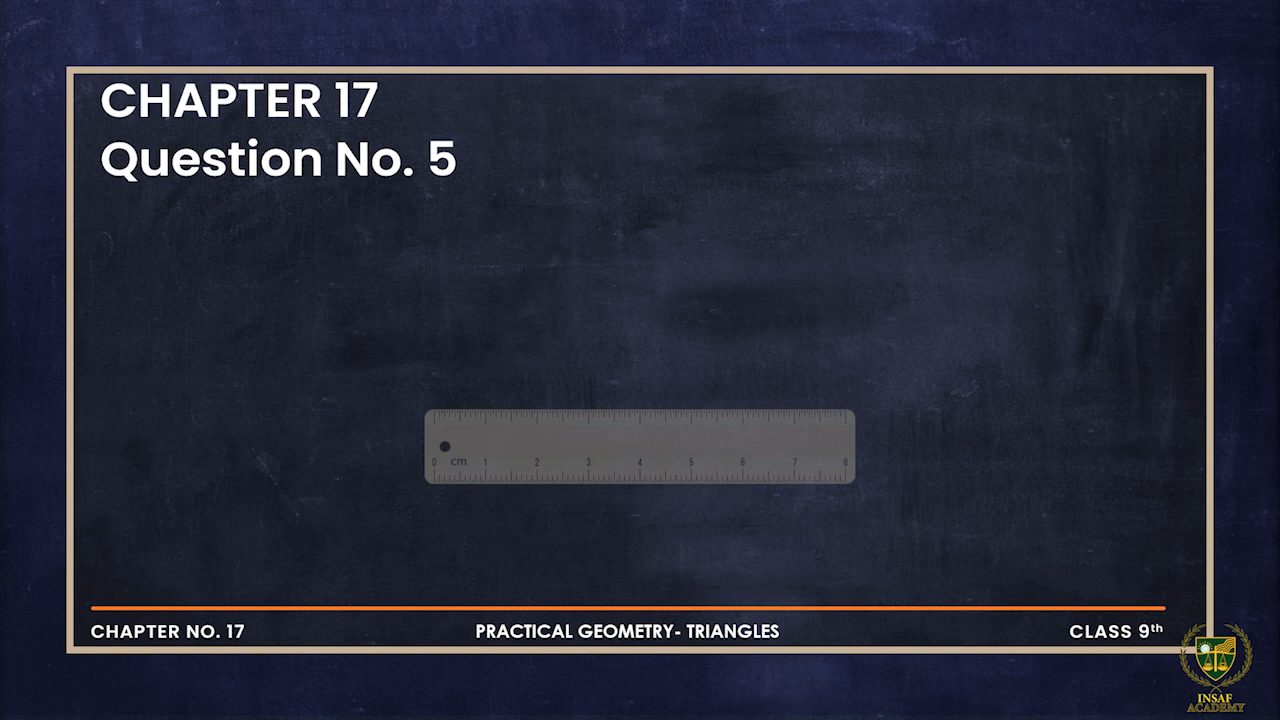 CHAPTER 17
Question No. 5
0 cm 1 2 3 4 5 6 7 8
CHAPTER NO. 17
PRACTICAL GEOMETRY- TRIANGLES
CLASS 9th
INSAF
ACADEMY